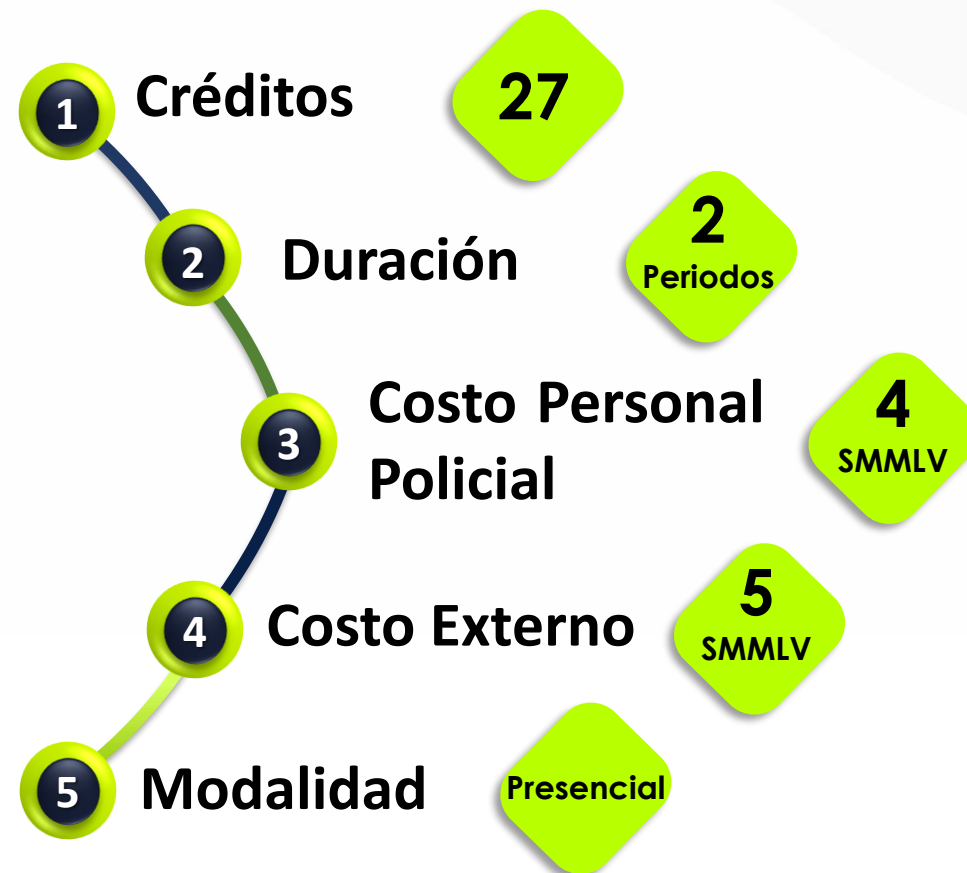 1
Créditos
27
2
Duración
2
Periodos
3
Costo Personal
Policial
4
SMMLV
4
Costo Externo
5
SMMLV
5
Modalidad
Presencial